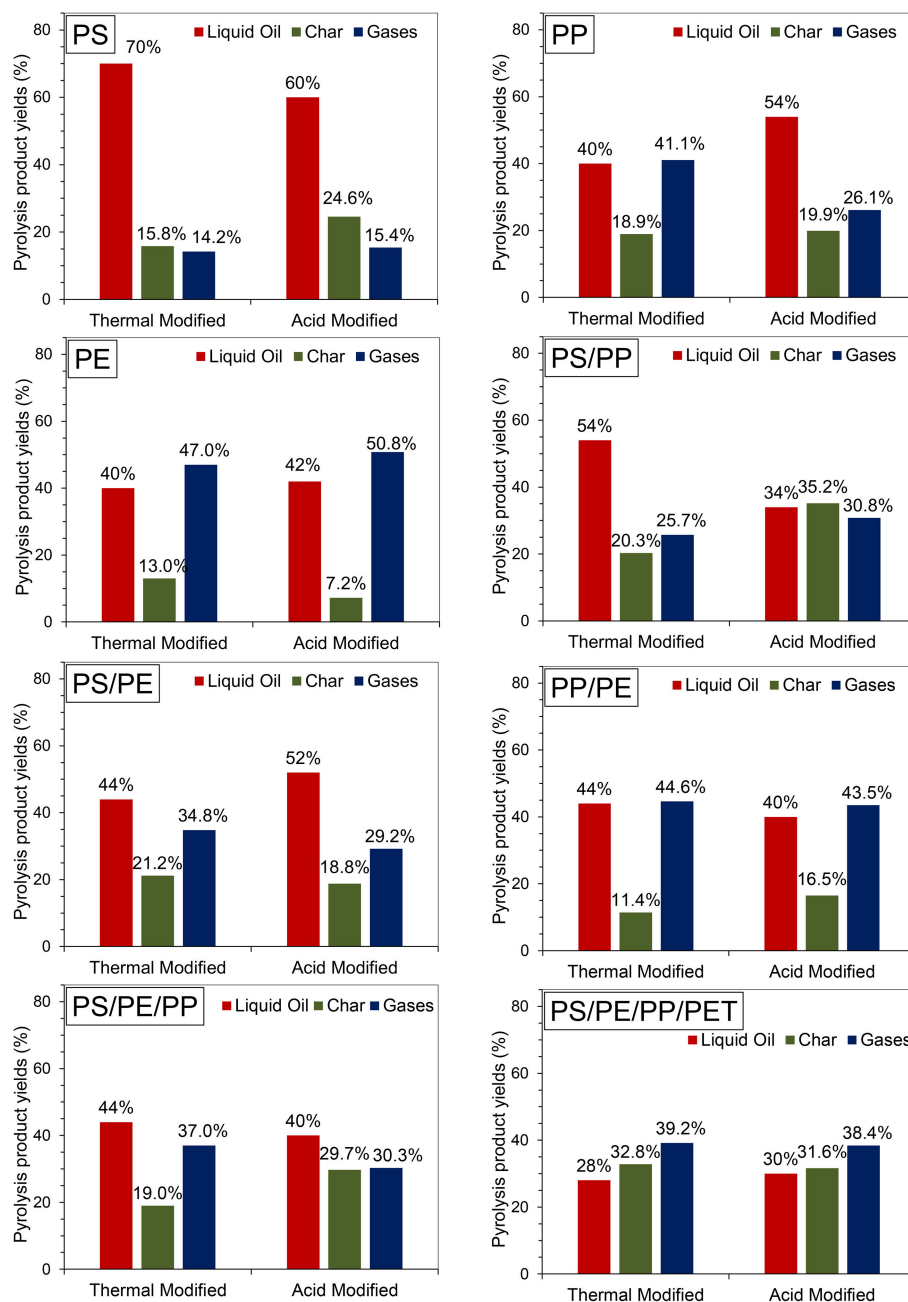 PS
Liquid Oil Char Gases
Pyrolysis product yields (%)
80
60
40
20
0
70%
15.8%
14.2%
60%
24.6%
15.4%
Thermal Modified
Acid Modified
PP
Liquid Oil Char Gases
Pyrolysis product yields (%)
80
60
40
20
0
40%
18.9%
41.1%
54%
19.9%
26.1%
Thermal Modified
Acid Modified
PE
Liquid Oil Char Gases
Pyrolysis product yields (%)
80
60
40
20
0
40%
13.0%
47.0%
42%
7.2%
50.8%
Thermal Modified
Acid Modified
PS/PP
Liquid Oil Char Gases
Pyrolysis product yields (%)
80
60
40
20
0
54%
20.3%
25.7%
34%
35.2%
30.8%
Thermal Modified
Acid Modified
PS/PE
Liquid Oil Char Gases
Pyrolysis product yields (%)
80
60
40
20
0
44%
21.2%
34.8%
52%
18.8%
29.2%
Thermal Modified
Acid Modified
PP/PE
Liquid Oil Char Gases
Pyrolysis product yields (%)
80
60
40
20
0
44%
11.4%
44.6%
40%
16.5%
43.5%
Thermal Modified
Acid Modified
PS/PE/PP
Liquid Oil Char Gases
Pyrolysis product yields (%)
80
60
40
20
0
44%
19.0%
37.0%
40%
29.7%
30.3%
Thermal Modified
Acid Modified
PS/PE/PP/PET
Liquid Oil Char Gases
Pyrolysis product yields (%)
80
60
40
20
0
28%
32.8%
39.2%
30%
31.6%
38.4%
Thermal Modified
Acid Modified